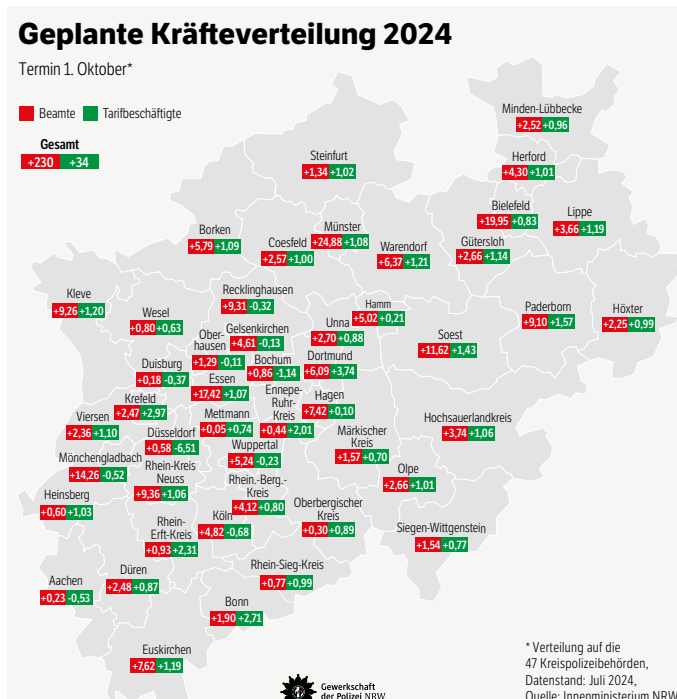 Geplante Kräfteverteilung 2024
Termin 1. Oktober*
Beamte Tarifbeschäftigte
Gesamt
+230 +34
Minden-Lübbecke
+2,52 +0,96
Steinfurt
+1,34 +1,02
Herford
+4,30 +1,01
Bielefeld
+19,95 +0,83
Lippe
+3,66 +1,19
Borken
+5,79 +1,09
Münster
+24,88 +1,08
Coesfeld
+2,57 +1,00
Warendorf
+6,37 +1,21
Gütersloh
+2,66 +1,14
Kleve
+9,26 +1,20
Recklinghausen
+9,31 -0,32
Wesel
+0,80 +0,63
Hamm
+5,02 +0,21
Paderborn
+9,10 +1,57
Höxter
+2,25 +0,99
Gelsenkirchen
+4,61 -0,13
Unna
+2,70 +0,88
Soest
+11,62 +1,43
Ober-
hausen
+1,29 -0,11
Bochum
+0,86 -1,14
Dortmund
+6,09 +3,74
Duisburg
+0,18 -0,37
Essen
+17,42 +1,07
Krefeld
+2,47 +2,97
Ennepe-
Ruhr-
Kreis
+0,44 +2,01
Hagen
+7,42 +0,10
Viersen
+2,36 +1,10
Mettmann
+0,05 +0,74
Hochsauerlandkreis
+3,74 +1,06
Düsseldorf
+0,58 -6,51
Wuppertal
+5,24 -0,23
Märkischer
Kreis
+1,57 +0,70
Mönchengladbach
+14,26 -0,52
Rhein-Kreis
Neuss
+9,36 +1,06
Olpe
+2,66 +1,01
Heinsberg
+0,60 +1,03
Rhein.-Berg.-
Kreis
+4,12 +0,80
Oberbergischer
Kreis
+0,30 +0,89
Köln
+4,82 -0,68
Rhein-
Erft-Kreis
+0,93 +2,31
Siegen-Wittgenstein
+1,54 +0,77
Rhein-Sieg-Kreis
+0,77 +0,99
Aachen
+0,23 -0,53
Düren
+2,48 +0,87
Bonn
+1,90 +2,71
Euskirchen
+7,62 +1,19
* Verteilung auf die
47 Kreispolizeibehörden,
Datenstand: Juli 2024,
Quelle: Innenministerium NRW
Gewerkschaft
der Polizei NRW